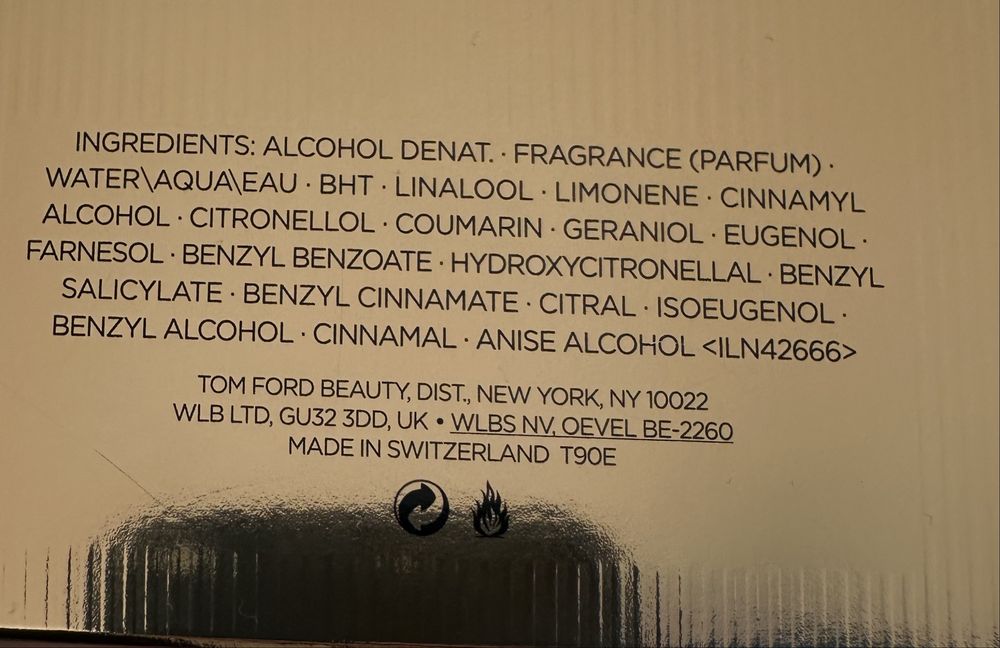 INGREDIENTS: ALCOHOL DENAT. · FRAGRANCE (PARFUM) ·
WATER\AQUA\EAU · BHT · LINALOOL · LIMONENE · CINNAMYL
ALCOHOL · CITRONELLOL · COUMARIN · GERANIOL · EUGENOL ·
FARNESOL · BENZYL BENZOATE · HYDROXYCITRONELLAL · BENZYL
SALICYLATE · BENZYL CINNAMATE · CITRAL · ISOEUGENOL ·
BENZYL ALCOHOL · CINNAMAL · ANISE ALCOHOL <ILN42666>
TOM FORD BEAUTY, DIST., NEW YORK, NY 10022
WLB LTD, GU32 3DD, UK • WLBS NV, OEVEL BE-2260
MADE IN SWITZERLAND T90E